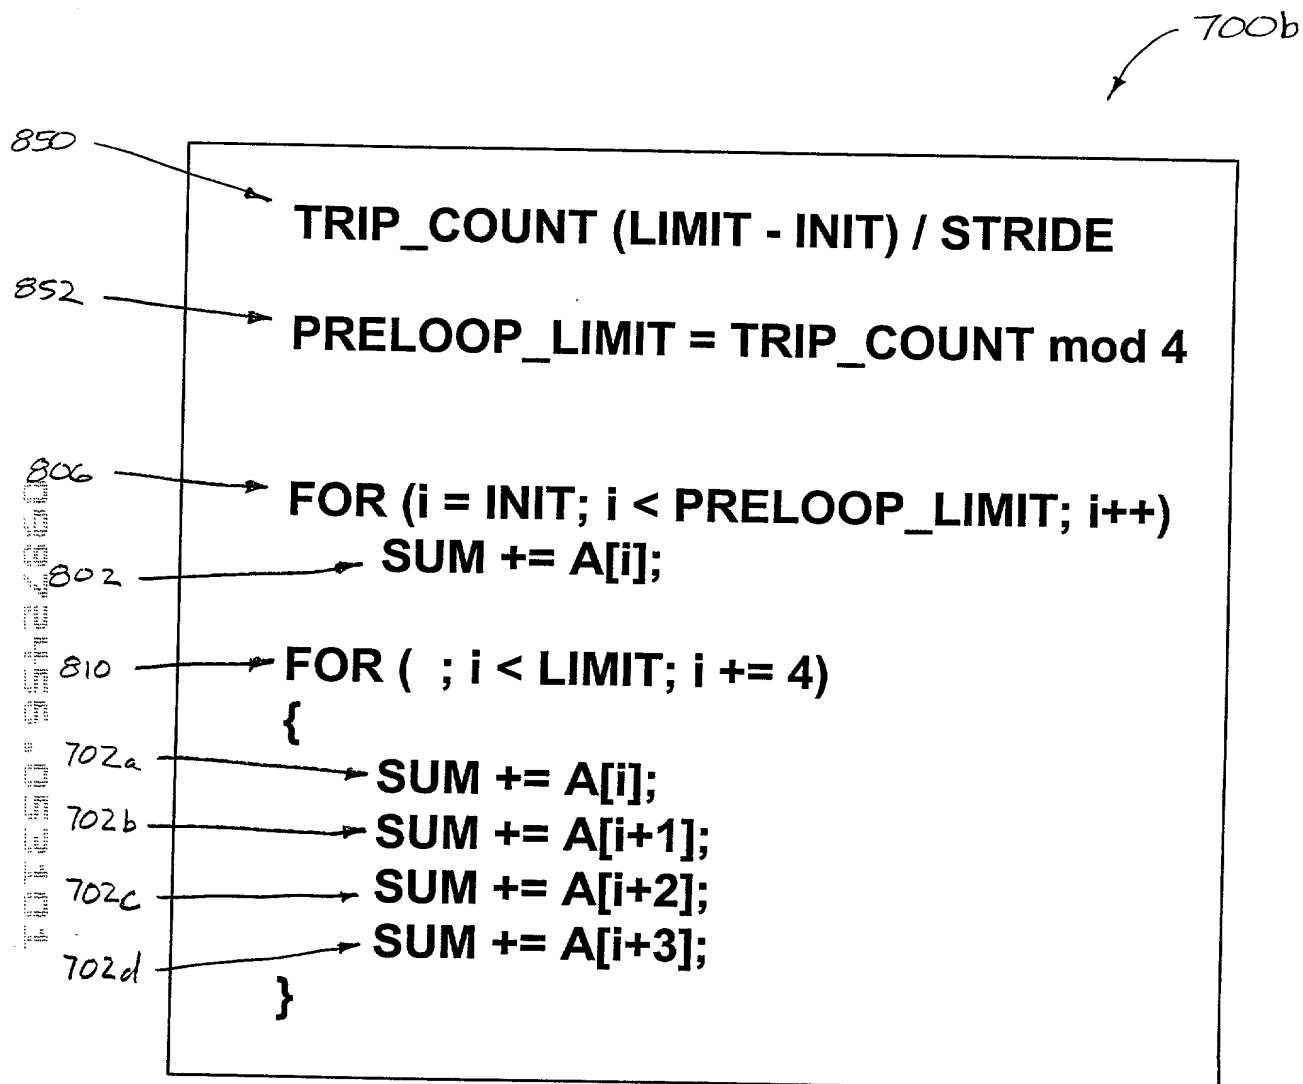 700b
850
TRIP_COUNT (LIMIT - INIT) / STRIDE
852
PRELOOP_LIMIT = TRIP_COUNT mod 4
806
FOR (i = INIT; i < PRELOOP_LIMIT; i++)
802
SUM += A[i];
810
FOR ( ; i < LIMIT; i += 4)
{
702a
SUM += A[i];
702b
SUM += A[i+1];
702c
SUM += A[i+2];
702d
SUM += A[i+3];
}